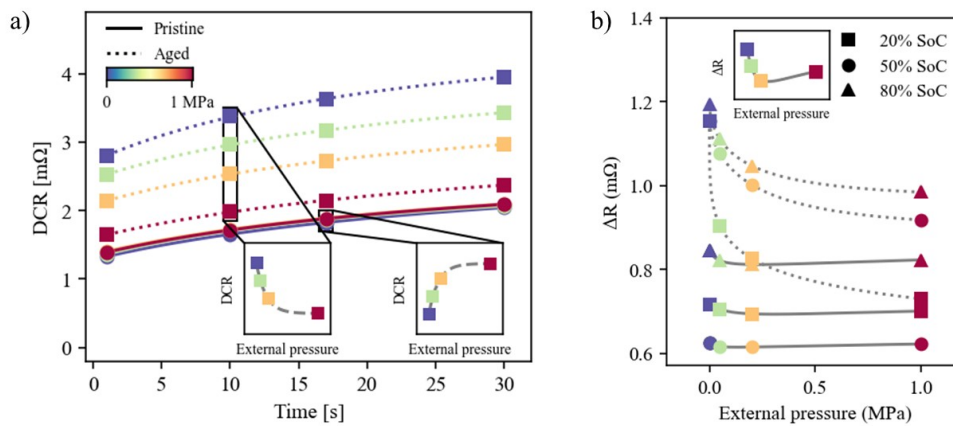 a)
Pristine
Aged
0
1 MPa
4
3
2
1
0
DCR [mΩ]
DCR
External pressure
DCR
External pressure
0
5
10
15
20
25
30
Time [s]
b)
1.4
1.2
1.0
0.8
0.6
ΔR (mΩ)
ΔR
External pressure
20% SoC
50% SoC
80% SoC
0.0
0.5
1.0
External pressure (MPa)